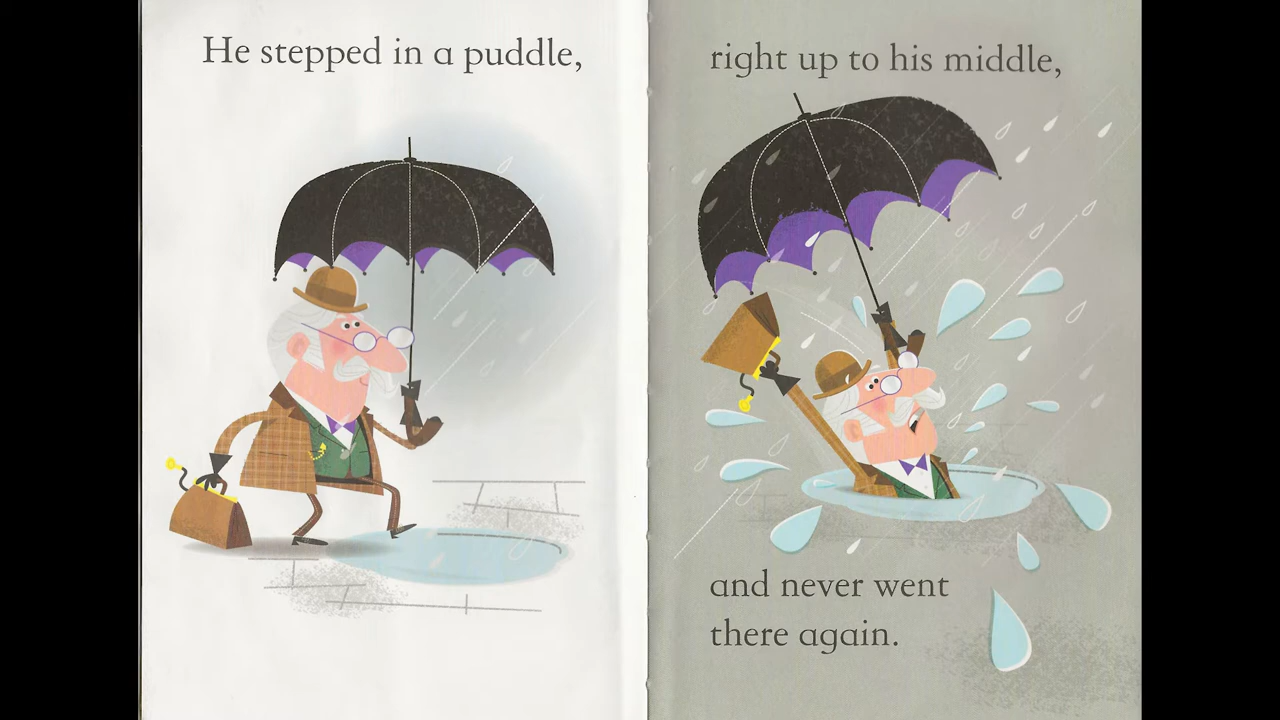 He stepped in a puddle,
right up to his middle,
and never went
there again.